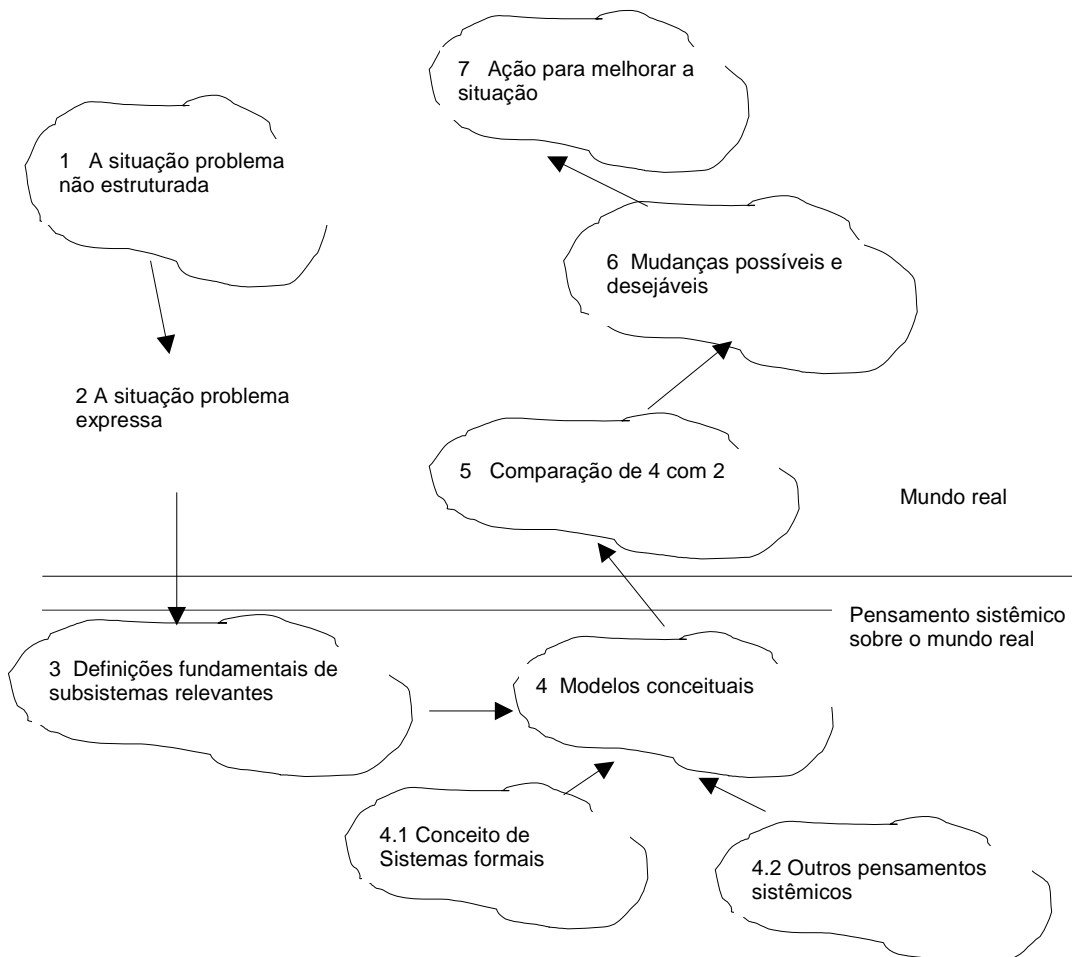 7 Ação para melhorar a
situação
1 A situação problema
não estruturada
6 Mudanças possíveis e
desejáveis
2 A situação problema
expressa
5 Comparação de 4 com 2
Mundo real
Pensamento sistêmico
sobre o mundo real
3 Definições fundamentais de
subsistemas relevantes
4 Modelos conceituais
4.1 Conceito de
Sistemas formais
4.2 Outros pensamentos
sistêmicos